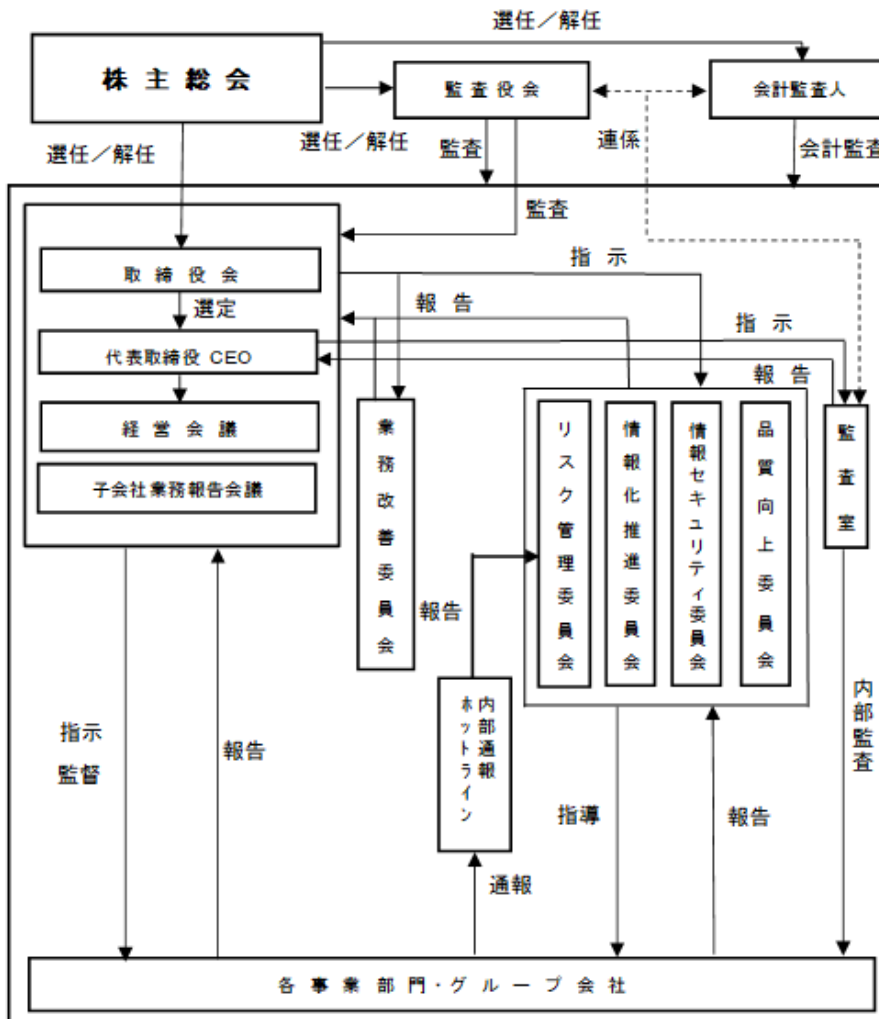 選任／解任
株主総会
監査役会
会計監査人
選任／解任
選任／解任
監査
連係
会計監査
監査
取締役会
指示
選定
報告
代表取締役 CEO
指示
報告
経営会議
子会社業務報告会議
業務改善委員会
リスク管理委員会
情報化推進委員会
情報セキュリティ委員会
品質向上委員会
監査室
報告
内部通報
ホットライン
内部監査
指示
監督
報告
指導
報告
通報
各事業部門・グループ会社